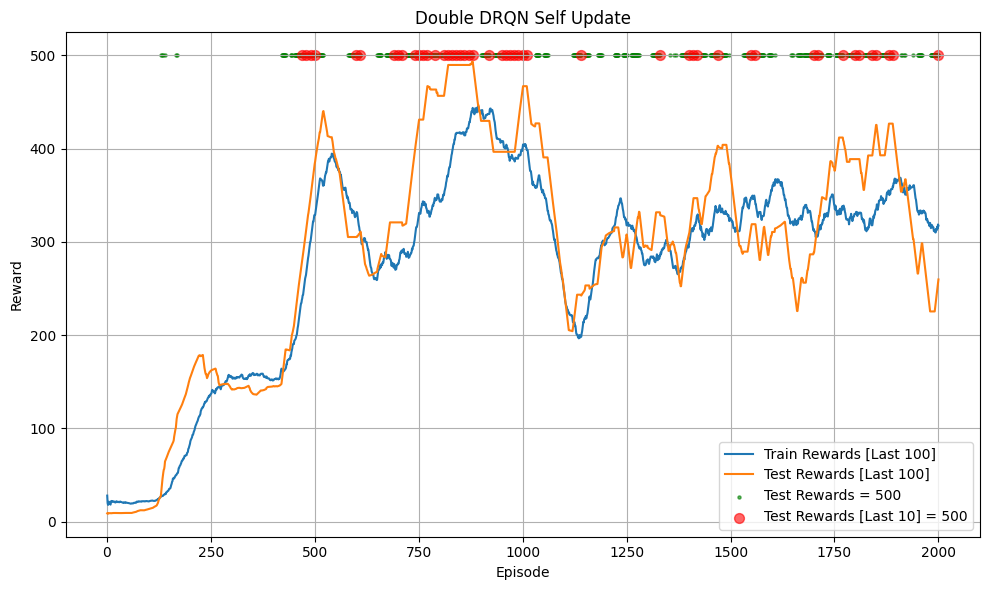 Double DRQN Self Update
Reward
500
400
300
200
100
0
0 250 500 750 1000 1250 1500 1750 2000
Episode
Train Rewards [Last 100]
Test Rewards [Last 100]
Test Rewards = 500
Test Rewards [Last 10] = 500